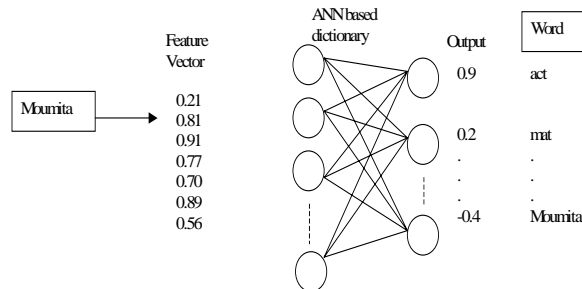 ANN based
dictionary
Feature
Vector
Output
Word
Moumita
0.21
0.81
0.91
0.77
0.70
0.89
0.56
0.9 act
0.2 mat
. .
. .
. .
-0.4 Moumita